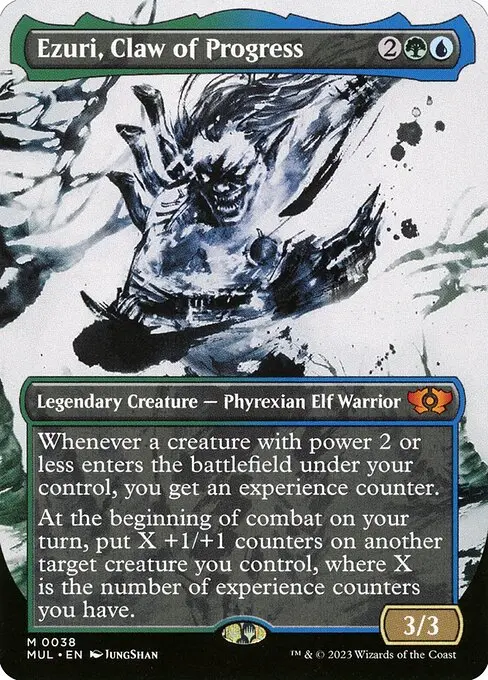 Ezuri, Claw of Progress 2
Legendary Creature — Phyrexian Elf Warrior
Whenever a creature with power 2 or
less enters the battlefield under your
control, you get an experience counter.
At the beginning of combat on your
turn, put X +1/+1 counters on another
target creature you control, where X
is the number of experience counters
you have.
3/3
M 0038
MUL • EN JungShan
™ & © 2023 Wizards of the Coast